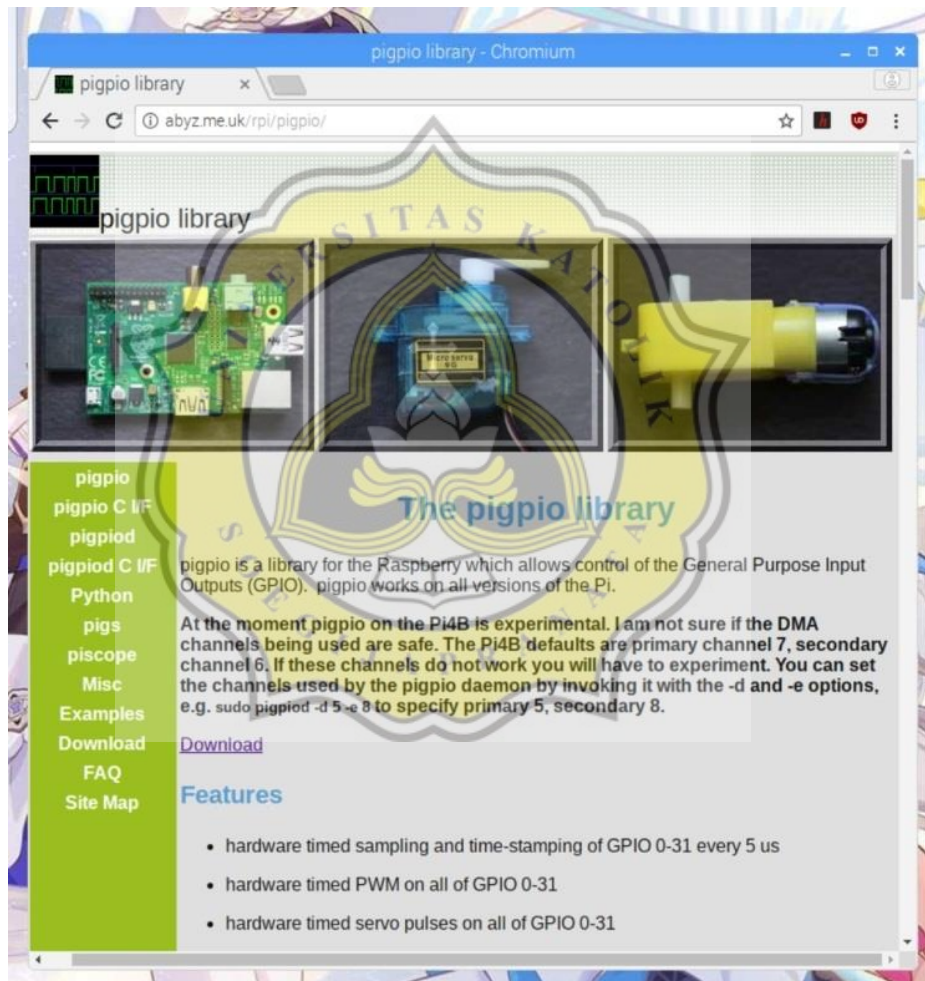 pigpio library - Chromium
pigpio library
abyz.me.uk/rpi/pigpio/
pigpio library
Micro servo
9G
UNIVERSITAS KATOLIK
SOEGIJAPRANATA
pigpio
pigpio C I/F
pigpiod
pigpiod C I/F
Python
pigs
piscope
Misc
Examples
Download
FAQ
Site Map
The pigpio library
pigpio is a library for the Raspberry which allows control of the General Purpose Input
Outputs (GPIO). pigpio works on all versions of the Pi.
At the moment pigpio on the Pi4B is experimental. I am not sure if the DMA
channels being used are safe. The Pi4B defaults are primary channel 7, secondary
channel 6. If these channels do not work you will have to experiment. You can set
the channels used by the pigpio daemon by invoking it with the -d and -e options,
e.g. sudo pigpiod -d 5 -e 8 to specify primary 5, secondary 8.
Download
Features
• hardware timed sampling and time-stamping of GPIO 0-31 every 5 us
• hardware timed PWM on all of GPIO 0-31
• hardware timed servo pulses on all of GPIO 0-31